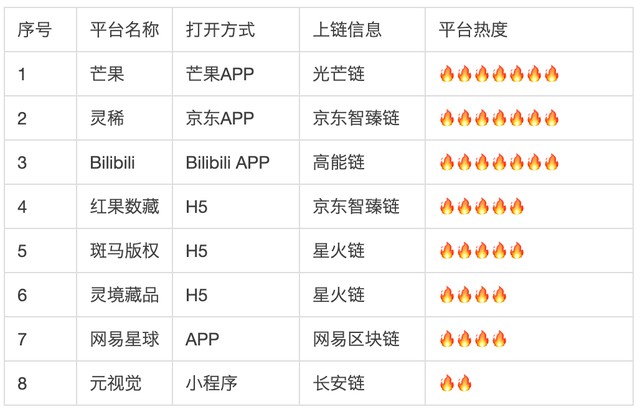 序号 平台名称 打开方式 上链信息 平台热度
1 芒果 芒果APP 光芒链 🔥🔥🔥🔥🔥🔥🔥
2 灵稀 京东APP 京东智臻链 🔥🔥🔥🔥🔥🔥🔥
3 Bilibili Bilibili APP 高能链 🔥🔥🔥🔥🔥🔥🔥
4 红果数藏 H5 京东智臻链 🔥🔥🔥🔥🔥
5 斑马版权 H5 星火链 🔥🔥🔥🔥🔥
6 灵境藏品 H5 星火链 🔥🔥🔥🔥
7 网易星球 APP 网易区块链 🔥🔥🔥🔥
8 元视觉 小程序 长安链 🔥🔥